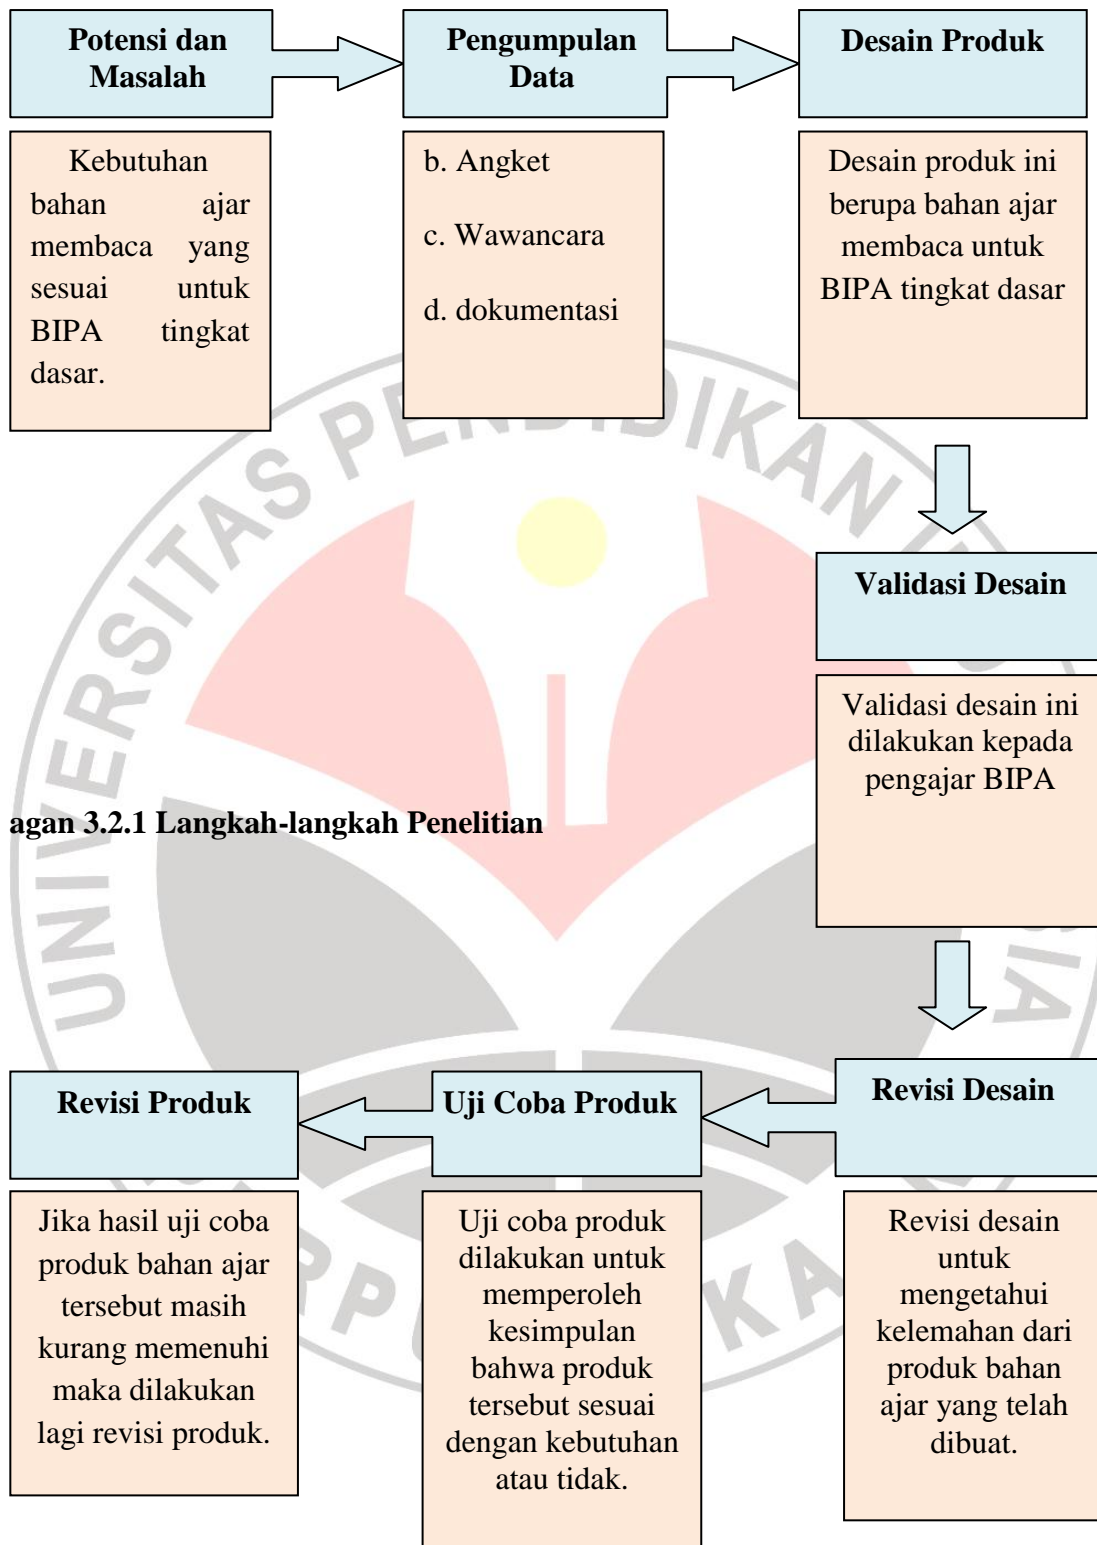 Potensi dan
Masalah
Pengumpulan
Data
Desain Produk
Kebutuhan
bahan ajar
membaca yang
sesuai untuk
BIPA tingkat
dasar.
b. Angket
c. Wawancara
d. dokumentasi
Desain produk ini
berupa bahan ajar
membaca untuk
BIPA tingkat dasar
Validasi Desain
Validasi desain ini
dilakukan kepada
pengajar BIPA
agan 3.2.1 Langkah-langkah Penelitian
Revisi Desain
Uji Coba Produk
Revisi Produk
Revisi desain
untuk
mengetahui
kelemahan dari
produk bahan
ajar yang telah
dibuat.
Uji coba produk
dilakukan untuk
memperoleh
kesimpulan
bahwa produk
tersebut sesuai
dengan kebutuhan
atau tidak.
Jika hasil uji coba
produk bahan ajar
tersebut masih
kurang memenuhi
maka dilakukan
lagi revisi produk.
UNIVERSITAS PENDIDIKAN